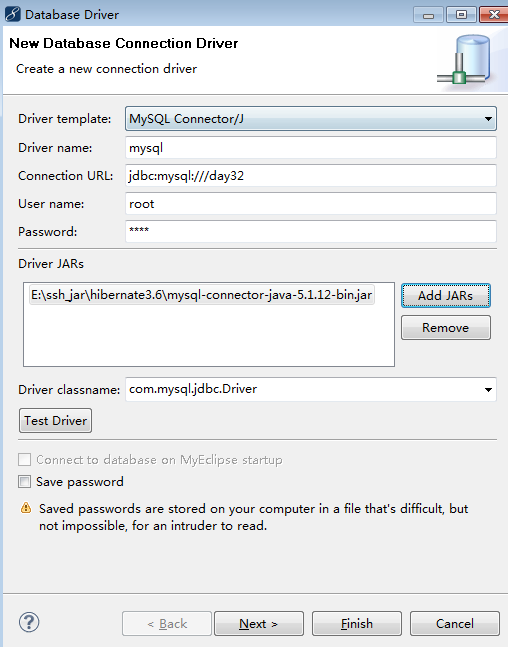 Database Driver
New Database Connection Driver
Create a new connection driver
Driver template: MySQL Connector/J
Driver name: mysql
Connection URL: jdbc:mysql:///day32
User name: root
Password: ****
Driver JARs
E:\ssh_jar\hibernate3.6\mysql-connector-java-5.1.12-bin.jar
Add JARs
Remove
Driver classname: com.mysql.jdbc.Driver
Test Driver
Connect to database on MyEclipse startup
Save password
Saved passwords are stored on your computer in a file that's difficult, but
not impossible, for an intruder to read.
? < Back Next > Finish Cancel